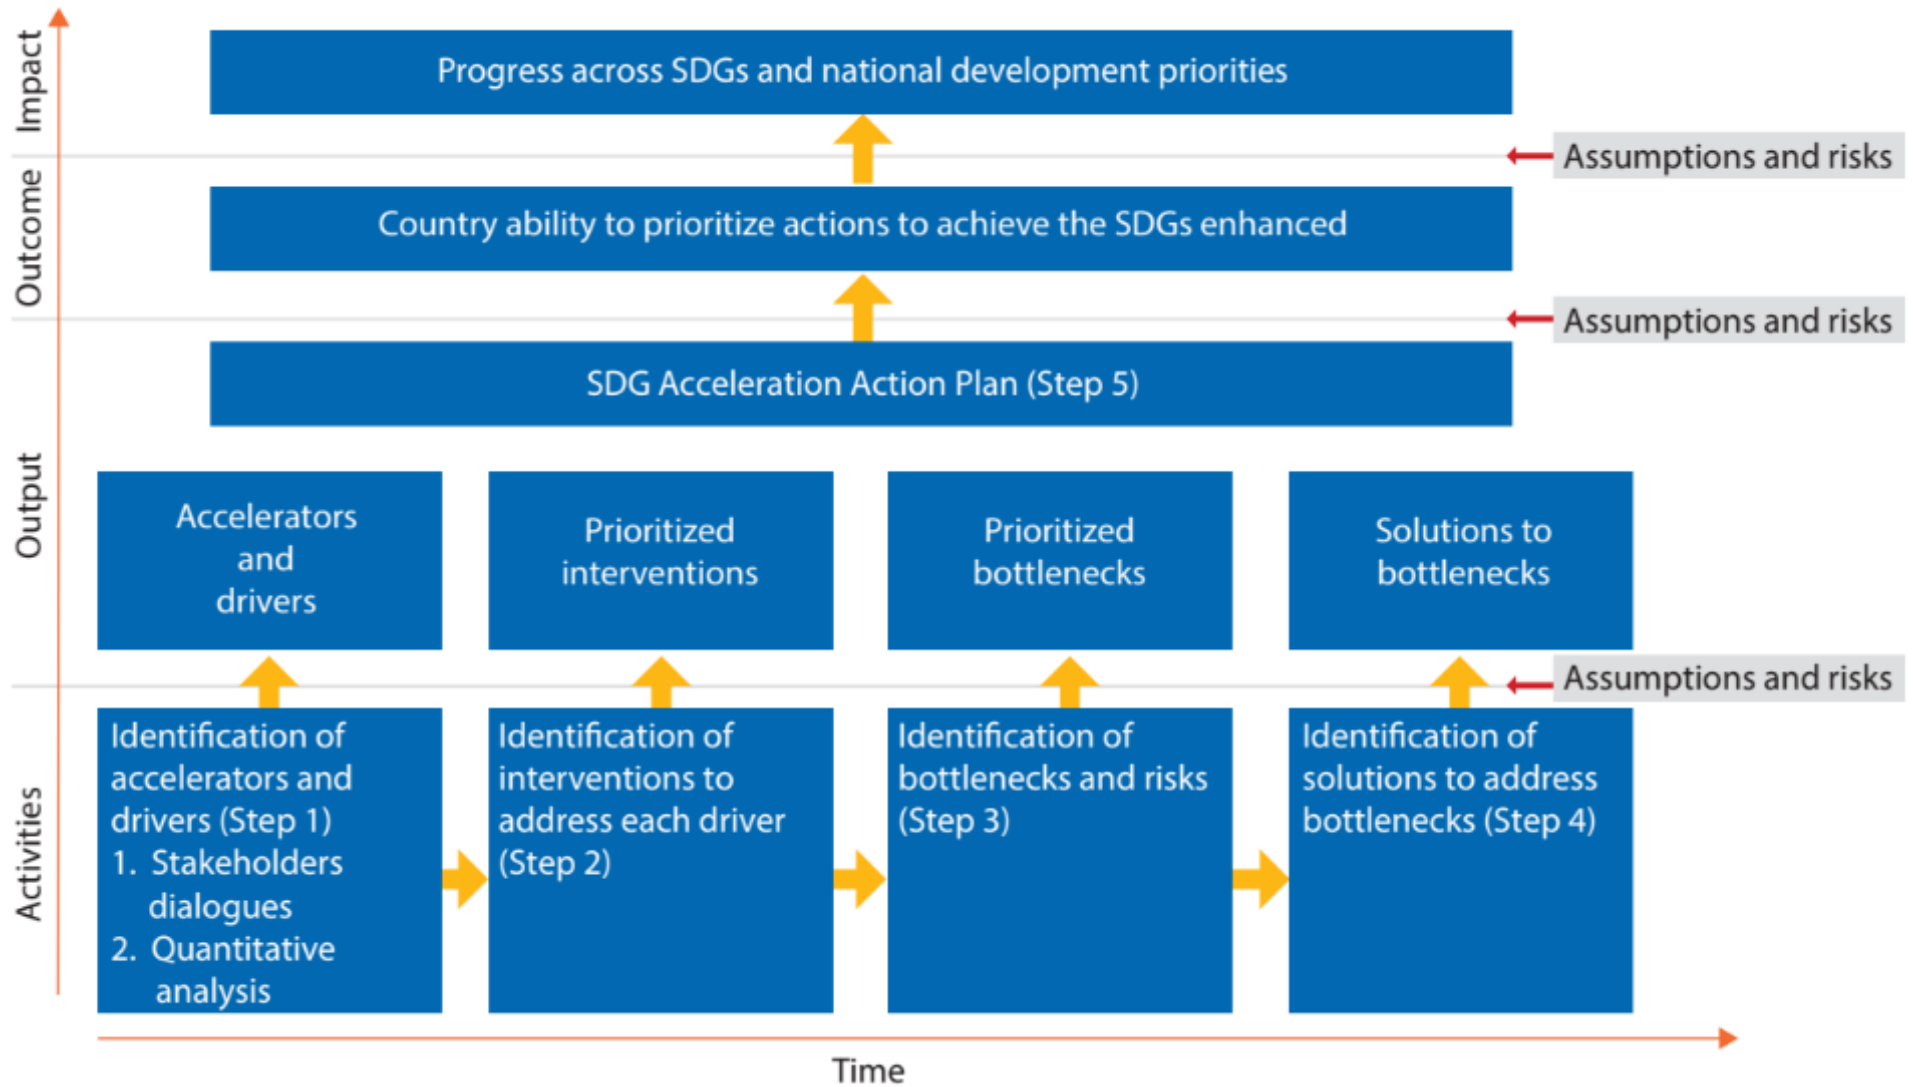 Impact
Progress across SDGs and national development priorities
Assumptions and risks
Outcome
Country ability to prioritize actions to achieve the SDGs enhanced
Assumptions and risks
Output
SDG Acceleration Action Plan (Step 5)
Accelerators
and
drivers
Prioritized
interventions
Prioritized
bottlenecks
Solutions to
bottlenecks
Assumptions and risks
Activities
Identification of
accelerators and
drivers (Step 1)
1. Stakeholders
dialogues
2. Quantitative
analysis
Identification of
interventions to
address each driver
(Step 2)
Identification of
bottlenecks and risks
(Step 3)
Identification of
solutions to address
bottlenecks (Step 4)
Time